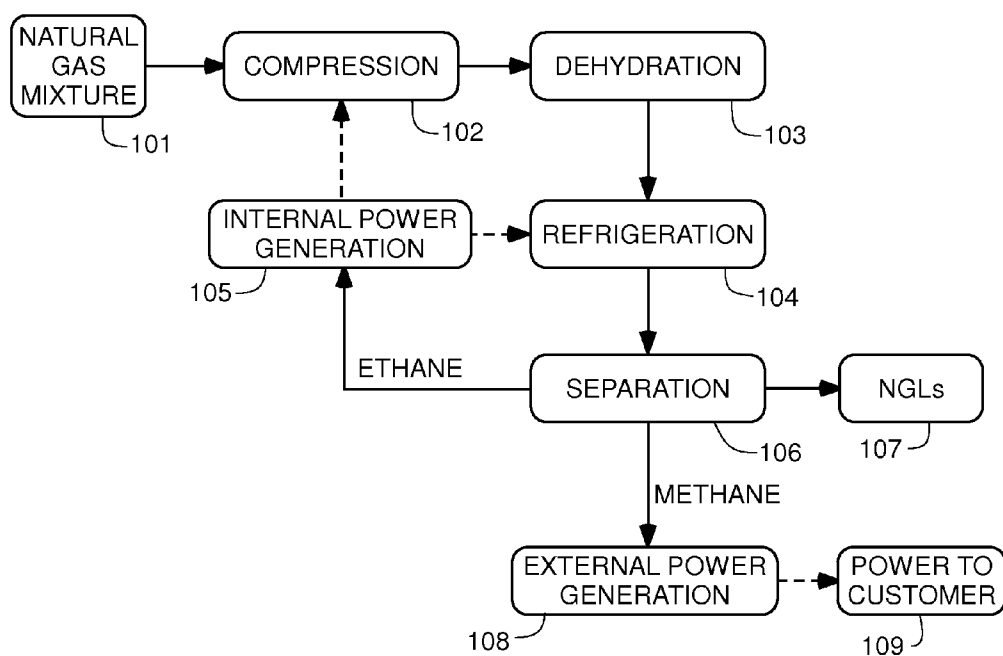 NATURAL
GAS
MIXTURE
101
COMPRESSION
102
DEHYDRATION
103
INTERNAL POWER
GENERATION
105
REFRIGERATION
104
ETHANE
SEPARATION
106
NGLs
107
METHANE
EXTERNAL POWER
GENERATION
108
POWER TO
CUSTOMER
109